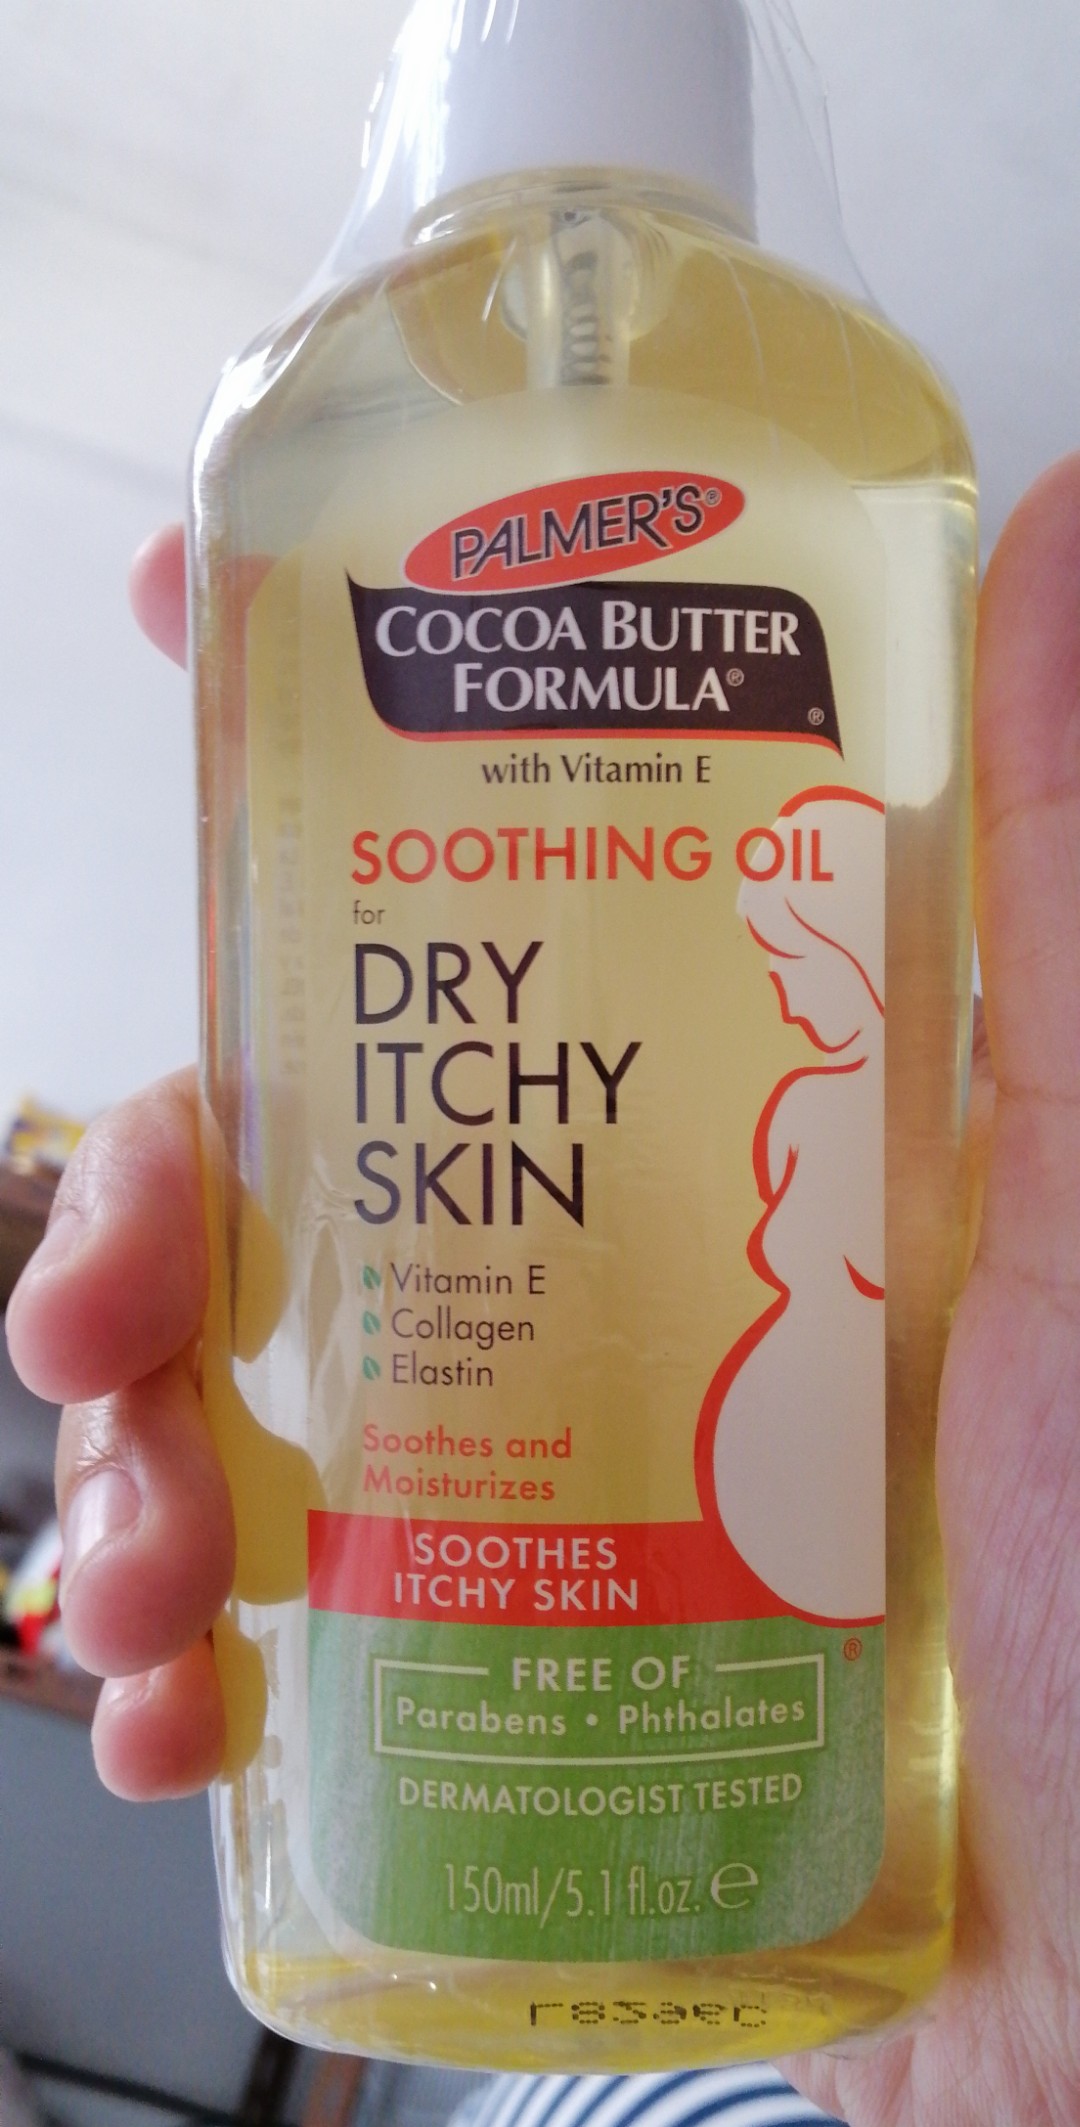 PALMER'S®
COCOA BUTTER
FORMULA®
®
with Vitamin E
SOOTHING OIL
for
DRY
ITCHY
SKIN
Vitamin E
Collagen
Elastin
Soothes and
Moisturizes
SOOTHES
ITCHY SKIN
®
FREE OF
Parabens • Phthalates
DERMATOLOGIST TESTED
150ml/5.1 fl.oz. ℮